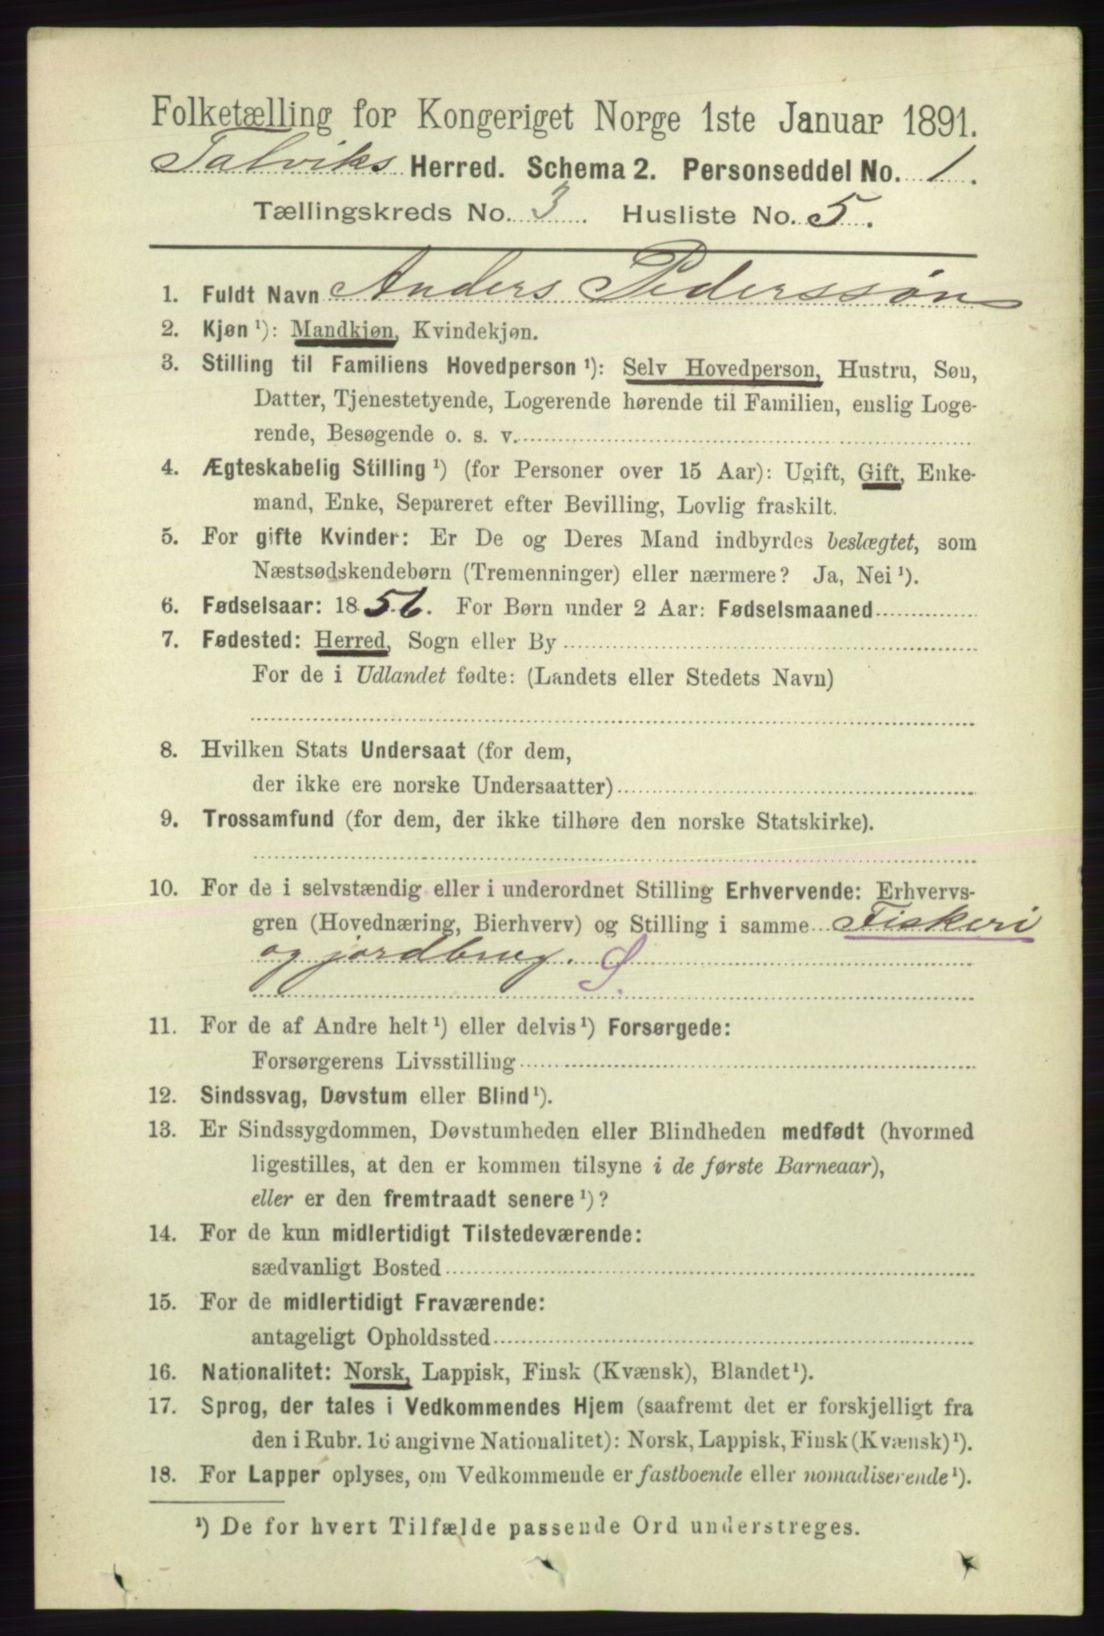 Folketælling for Kongeriget Norge 1ste Januar 1891.
Talviks Herred. Schema 2. Personseddel No. 1.
Tællingskreds No. 3. Husliste No. 5.
1. Fuldt Navn Anders Pederssøn
2. Kjøn ¹): Mandkjøn, Kvindekjøn.
3. Stilling til Familiens Hovedperson ¹): Selv Hovedperson, Hustru, Søn,
Datter, Tjenestetyende, Logerende hørende til Familien, enslig Loge-
rende, Besøgende o. s. v.
4. Ægteskabelig Stilling ¹) (for Personer over 15 Aar): Ugift, Gift, Enke-
mand, Enke, Separeret efter Bevilling, Lovlig fraskilt.
5. For gifte Kvinder: Er De og Deres Mand indbyrdes beslægtet, som
Næstsødskendebørn (Tremenninger) eller nærmere? Ja, Nei ¹).
6. Fødselsaar: 1856. For Børn under 2 Aar: Fødselsmaaned
7. Fødested: Herred, Sogn eller By
For de i Udlandet fødte: (Landets eller Stedets Navn)
8. Hvilken Stats Undersaat (for dem,
der ikke ere norske Undersaatter)
9. Trossamfund (for dem, der ikke tilhøre den norske Statskirke).
10. For de i selvstændig eller i underordnet Stilling Erhvervende: Erhvervs-
gren (Hovednæring, Bierhverv) og Stilling i samme Fiskeri
og jordbrug. S.
11. For de af Andre helt ¹) eller delvis ¹) Forsørgede:
Forsørgerens Livsstilling
12. Sindssvag, Døvstum eller Blind ¹).
13. Er Sindssygdommen, Døvstumheden eller Blindheden medfødt (hvormed
ligestilles, at den er kommen tilsyne i de første Barneaar),
eller er den fremtraadt senere ¹)?
14. For de kun midlertidigt Tilstedeværende:
sædvanligt Bosted
15. For de midlertidigt Fraværende:
antageligt Opholdssted
16. Nationalitet: Norsk, Lappisk, Finsk (Kvænsk), Blandet ¹).
17. Sprog, der tales i Vedkommendes Hjem (saafremt det er forskjelligt fra
den i Rubr. 16 angivne Nationalitet): Norsk, Lappisk, Finsk (Kvænsk) ¹).
18. For Lapper oplyses, om Vedkommende er fastboende eller nomadiserende ¹).
¹) De for hvert Tilfælde passende Ord understreges.